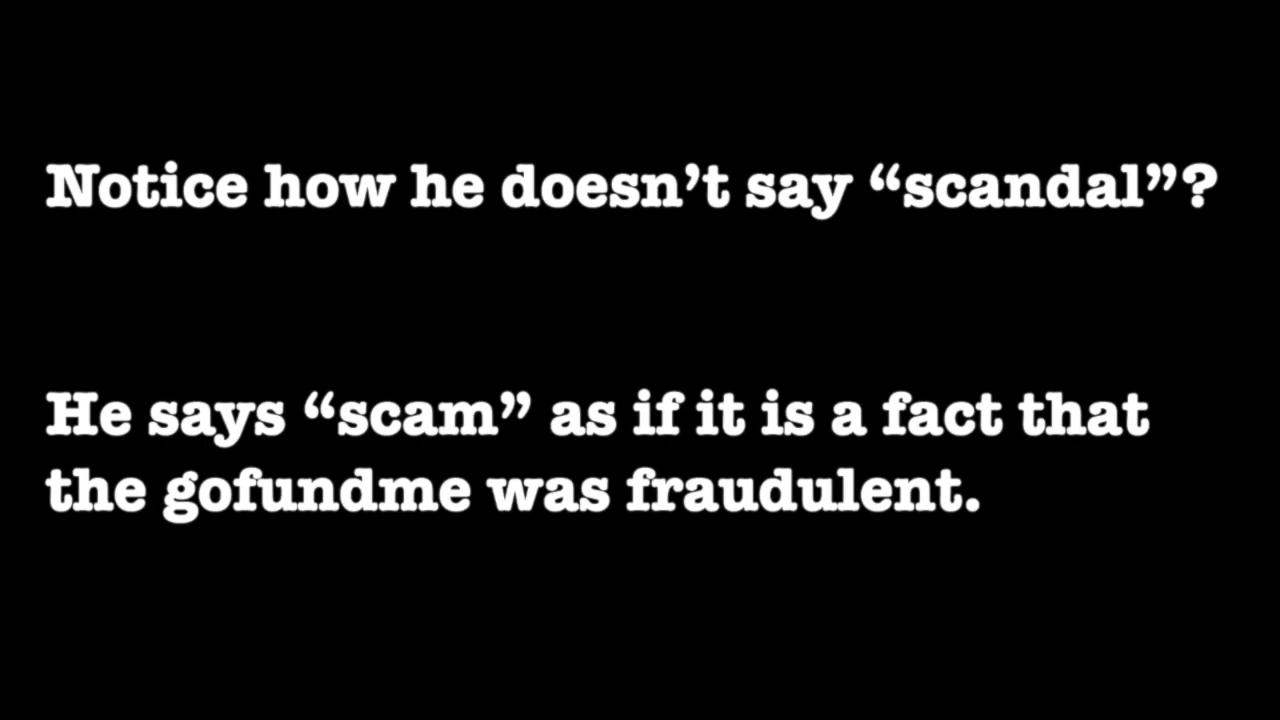 Notice how he doesn’t say “scandal”?
He says “scam” as if it is a fact that
the gofundme was fraudulent.